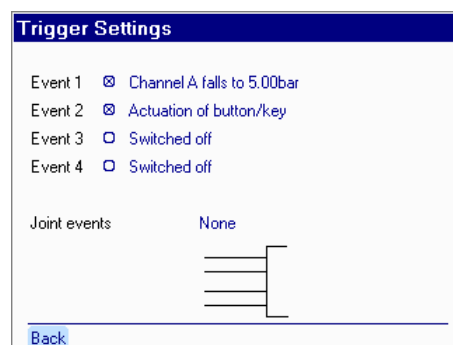 Trigger Settings
Event 1 Channel A falls to 5.00bar
Event 2 Actuation of button/key
Event 3 Switched off
Event 4 Switched off
Joint events None
Back